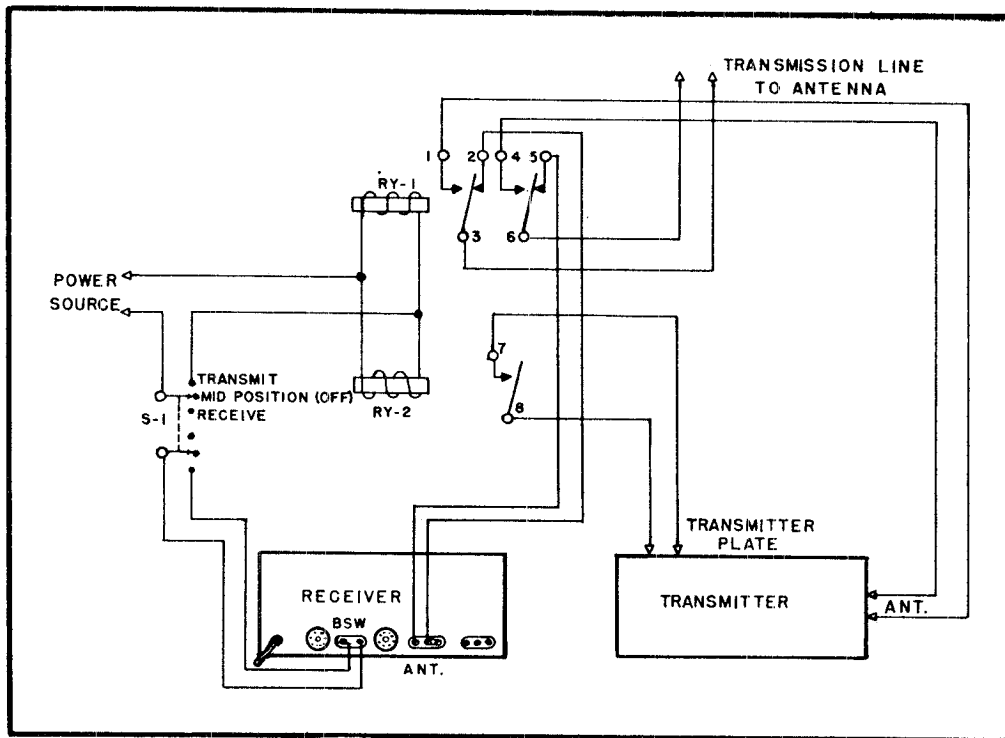 TRANSMISSION LINE
TO ANTENNA
1
2
4
5
RY-1
3
6
POWER
SOURCE
7
TRANSMIT
MID POSITION (OFF)
RECEIVE
S-1
RY-2
8
TRANSMITTER
PLATE
RECEIVER
BSW
ANT.
TRANSMITTER
ANT.